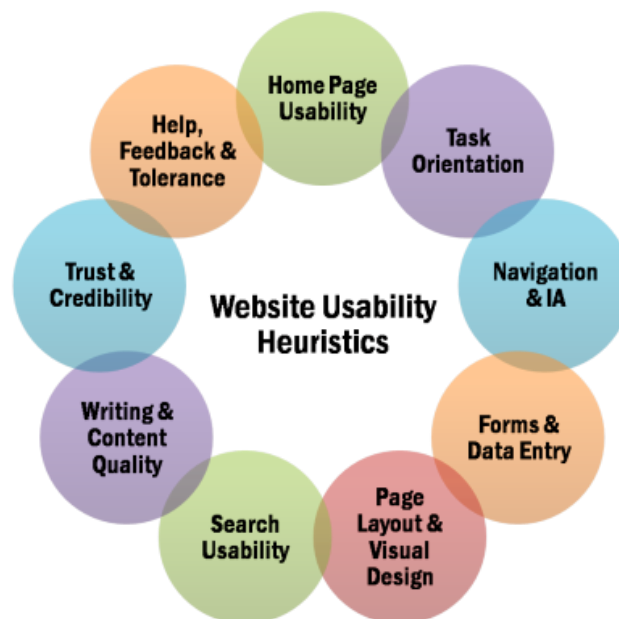 Home Page
Usability
Task
Orientation
Navigation
& IA
Forms &
Data Entry
Page
Layout &
Visual
Design
Search
Usability
Writing &
Content
Quality
Trust &
Credibility
Help,
Feedback &
Tolerance
Website Usability
Heuristics